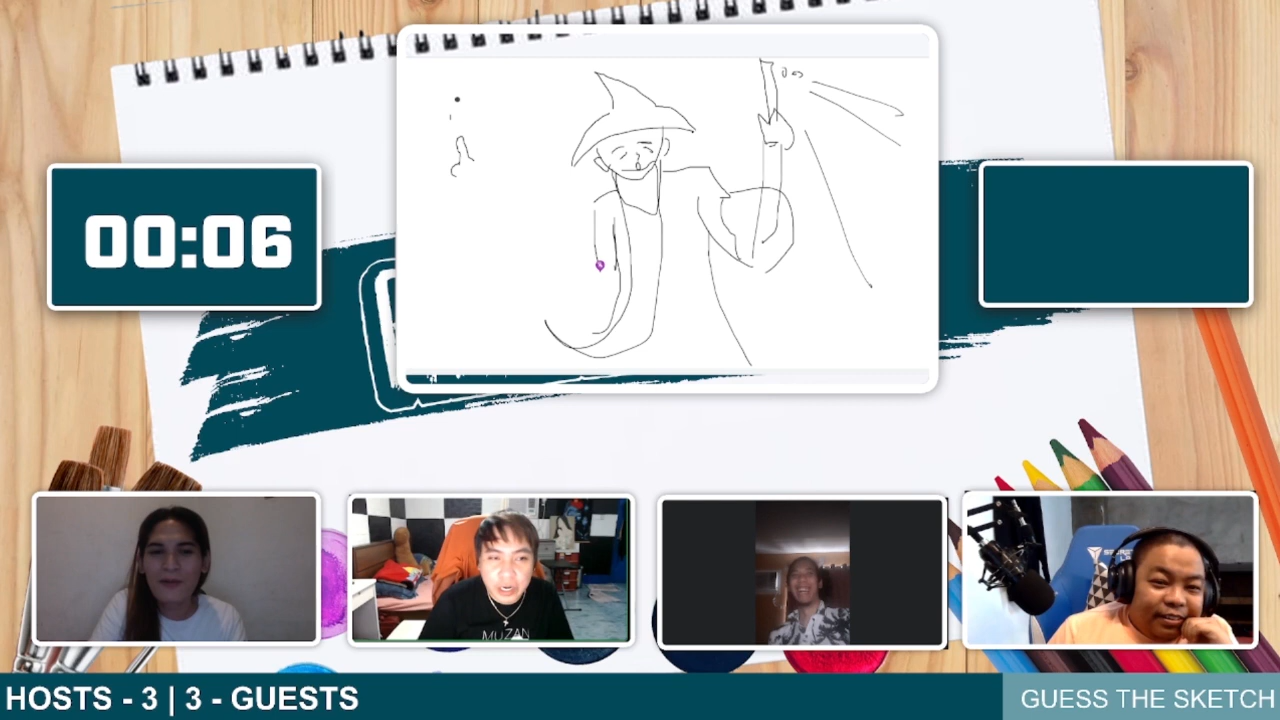 00:06
MUZAN
HOSTS - 3 | 3 - GUESTS
GUESS THE SKETCH